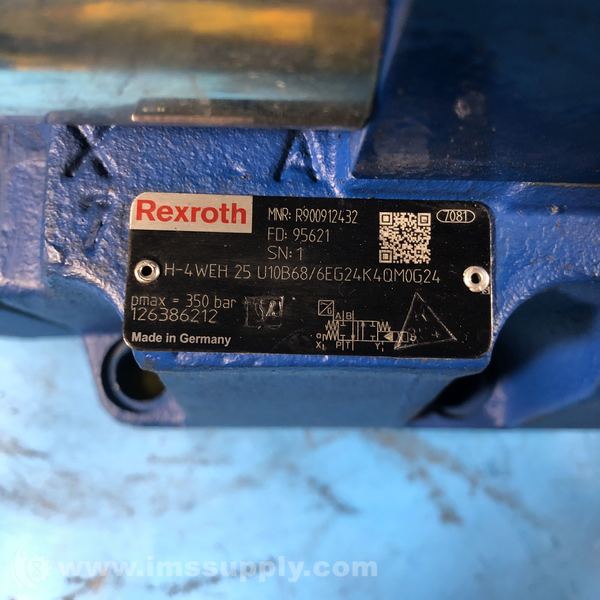 X A
Rexroth
MNR: R900912432
7081
FD: 95621
SN: 1
H-4WEH 25 U10B68/6EG24K4QM0G24
pmax = 350 bar
126386212
Made in Germany
A B
P T
X Y
© www.imssupply.com